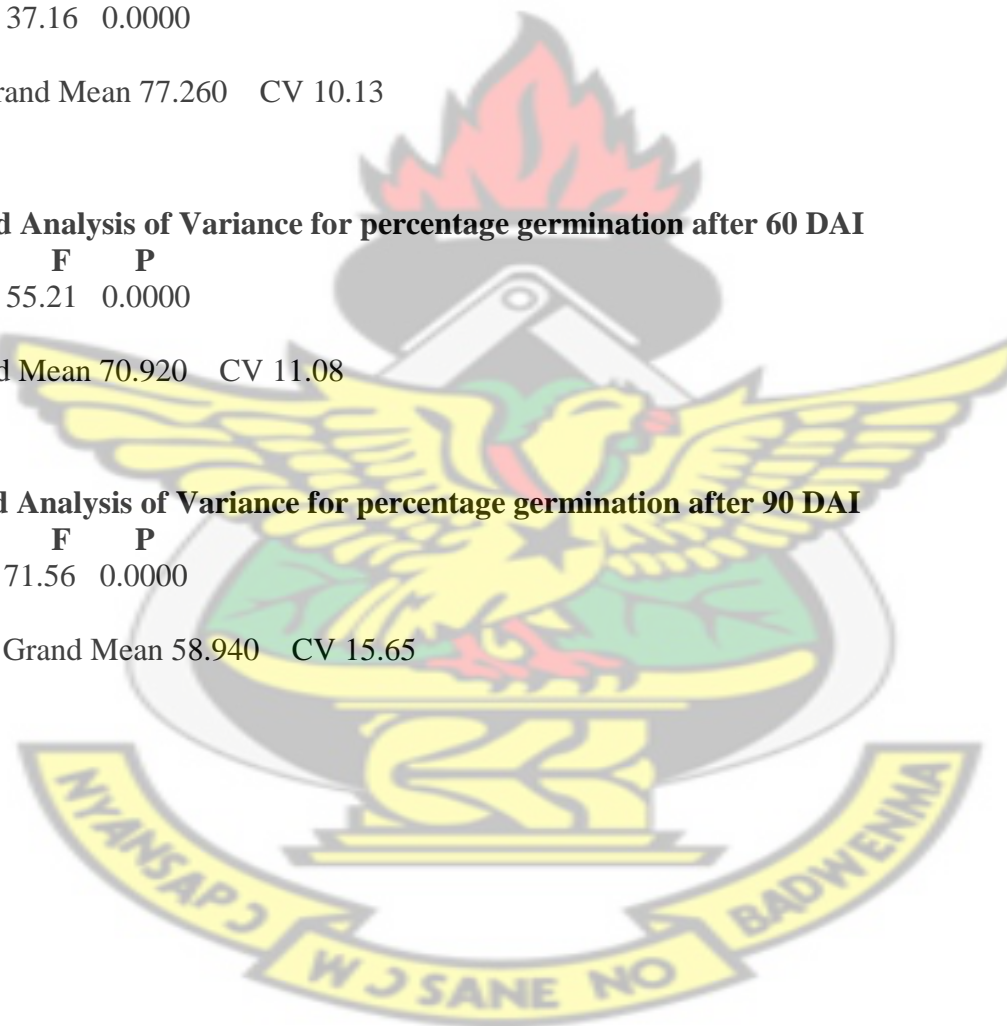 37.16 0.0000
rand Mean 77.260 CV 10.13
d Analysis of Variance for percentage germination after 60 DAI
F P
55.21 0.0000
d Mean 70.920 CV 11.08
d Analysis of Variance for percentage germination after 90 DAI
F P
71.56 0.0000
Grand Mean 58.940 CV 15.65
NYANSAPƆ WƆ SANE NO BADWENMA